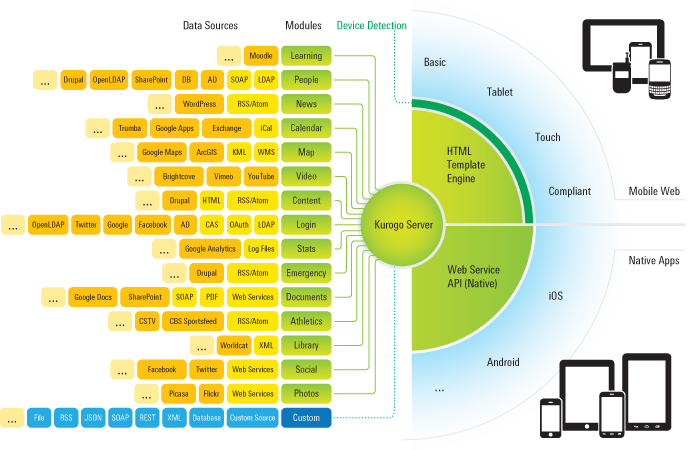 Data Sources Modules Device Detection
... Moodle Learning
... Drupal OpenLDAP SharePoint DB AD SOAP LDAP People
... WordPress RSS/Atom News
... Trumba Google Apps Exchange iCal Calendar
... Google Maps ArcGIS KML WMS Map
... Brightcove Vimeo YouTube Video
... Drupal HTML RSS/Atom Content
... OpenLDAP Twitter Google Facebook AD CAS OAuth LDAP Login
... Google Analytics Log Files Stats
... Drupal RSS/Atom Emergency
... Google Docs SharePoint SOAP PDF Web Services Documents
... CSTV CBS Sportsfeed RSS/Atom Athletics
... Worldcat XML Library
... Facebook Twitter Web Services Social
... Picasa Flickr Web Services Photos
... File RSS JSON SOAP REST XML Database Custom Source Custom
Kurogo Server
HTML
Template
Engine
Web Service
API (Native)
Basic
Tablet
Touch
Compliant
Mobile Web
Native Apps
iOS
Android
...